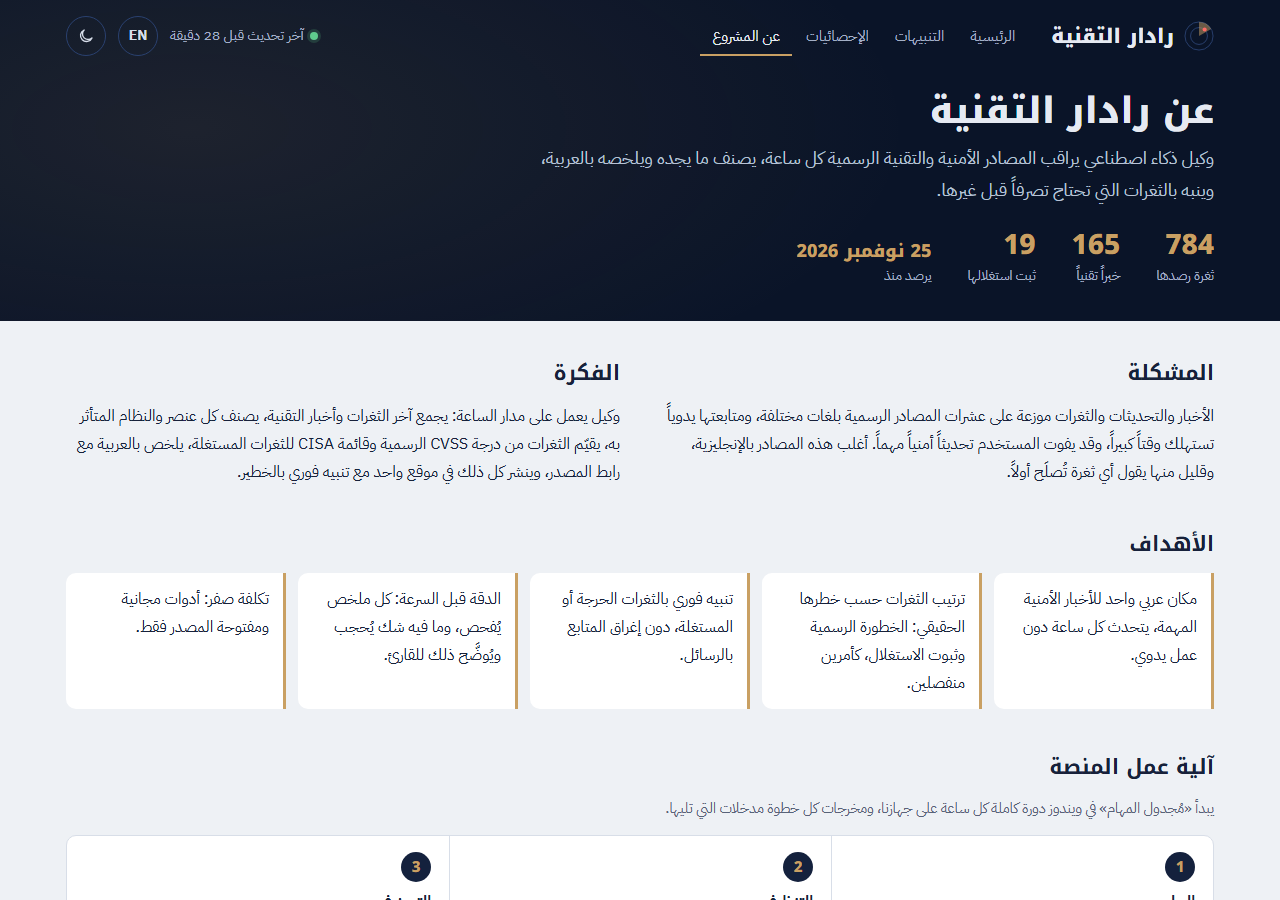 رادار التقنية
الرئيسية
التنبيهات
الإحصائيات
عن المشروع
آخر تحديث قبل 28 دقيقة
EN
عن رادار التقنية
وكيل ذكاء اصطناعي يراقب المصادر الأمنية والتقنية الرسمية كل ساعة، يصنف ما يجده ويلخصه بالعربية،
وينبه بالثغرات التي تحتاج تصرفاً قبل غيرها.
784
ثغرة رصدها
165
خبراً تقنياً
19
ثبت استغلالها
25 نوفمبر 2026
يرصد منذ
المشكلة
الأخبار والتحديثات والثغرات موزعة على عشرات المصادر الرسمية بلغات مختلفة، ومتابعتها يدوياً
تستهلك وقتاً كبيراً، وقد يفوت المستخدم تحديثاً أمنياً مهماً. أغلب هذه المصادر بالإنجليزية،
وقليل منها يقول أي ثغرة تُصلَح أولاً.
الفكرة
وكيل يعمل على مدار الساعة: يجمع آخر الثغرات وأخبار التقنية، يصنف كل عنصر والنظام المتأثر
به، يقيّم الثغرات من درجة CVSS الرسمية وقائمة CISA للثغرات المستغلة، يلخص بالعربية مع
رابط المصدر، وينشر كل ذلك في موقع واحد مع تنبيه فوري بالخطير.
الأهداف
مكان عربي واحد للأخبار الأمنية
المهمة، يتحدث كل ساعة دون
عمل يدوي.
ترتيب الثغرات حسب خطرها
الحقيقي: الخطورة الرسمية
وثبوت الاستغلال، كأمرين
منفصلين.
تنبيه فوري بالثغرات الحرجة أو
المستغلة، دون إغراق المتابع
بالرسائل.
الدقة قبل السرعة: كل ملخص
يُفحص، وما فيه شك يُحجب
ويُوضَّح ذلك للقارئ.
تكلفة صفر: أدوات مجانية
ومفتوحة المصدر فقط.
آلية عمل المنصة
يبدأ «مُجدول المهام» في ويندوز دورة كاملة كل ساعة على جهازنا، ومخرجات كل خطوة مدخلات التي تليها.
1
2
3